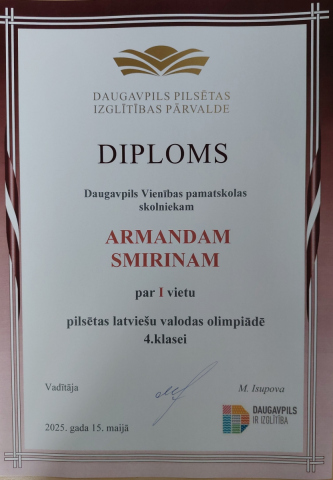 DAUGAVPILS PILSĒTAS
IZGLĪTĪBAS PĀRVALDE
DIPLOMS
Daugavpils Vienības pamatskolas
skolniekam
ARMANDAM
SMIRINAM
par I vietu
pilsētas latviešu valodas olimpiādē
4.klasei
Vadītāja
M. Isupova
2025. gada 15. maijā
DAUGAVPILS
IR IZGLĪTĪBA